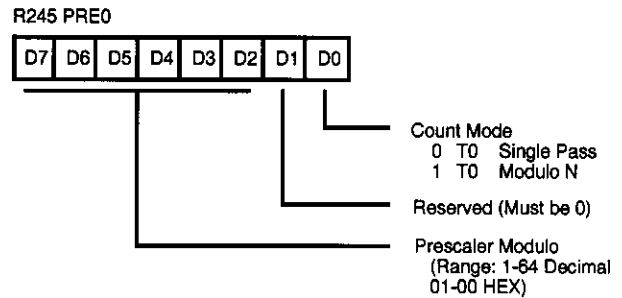 R245 PRE0
D7 D6 D5 D4 D3 D2 D1 D0
Count Mode
0 T0 Single Pass
1 T0 Modulo N
Reserved (Must be 0)
Prescaler Modulo
(Range: 1-64 Decimal
01-00 HEX)